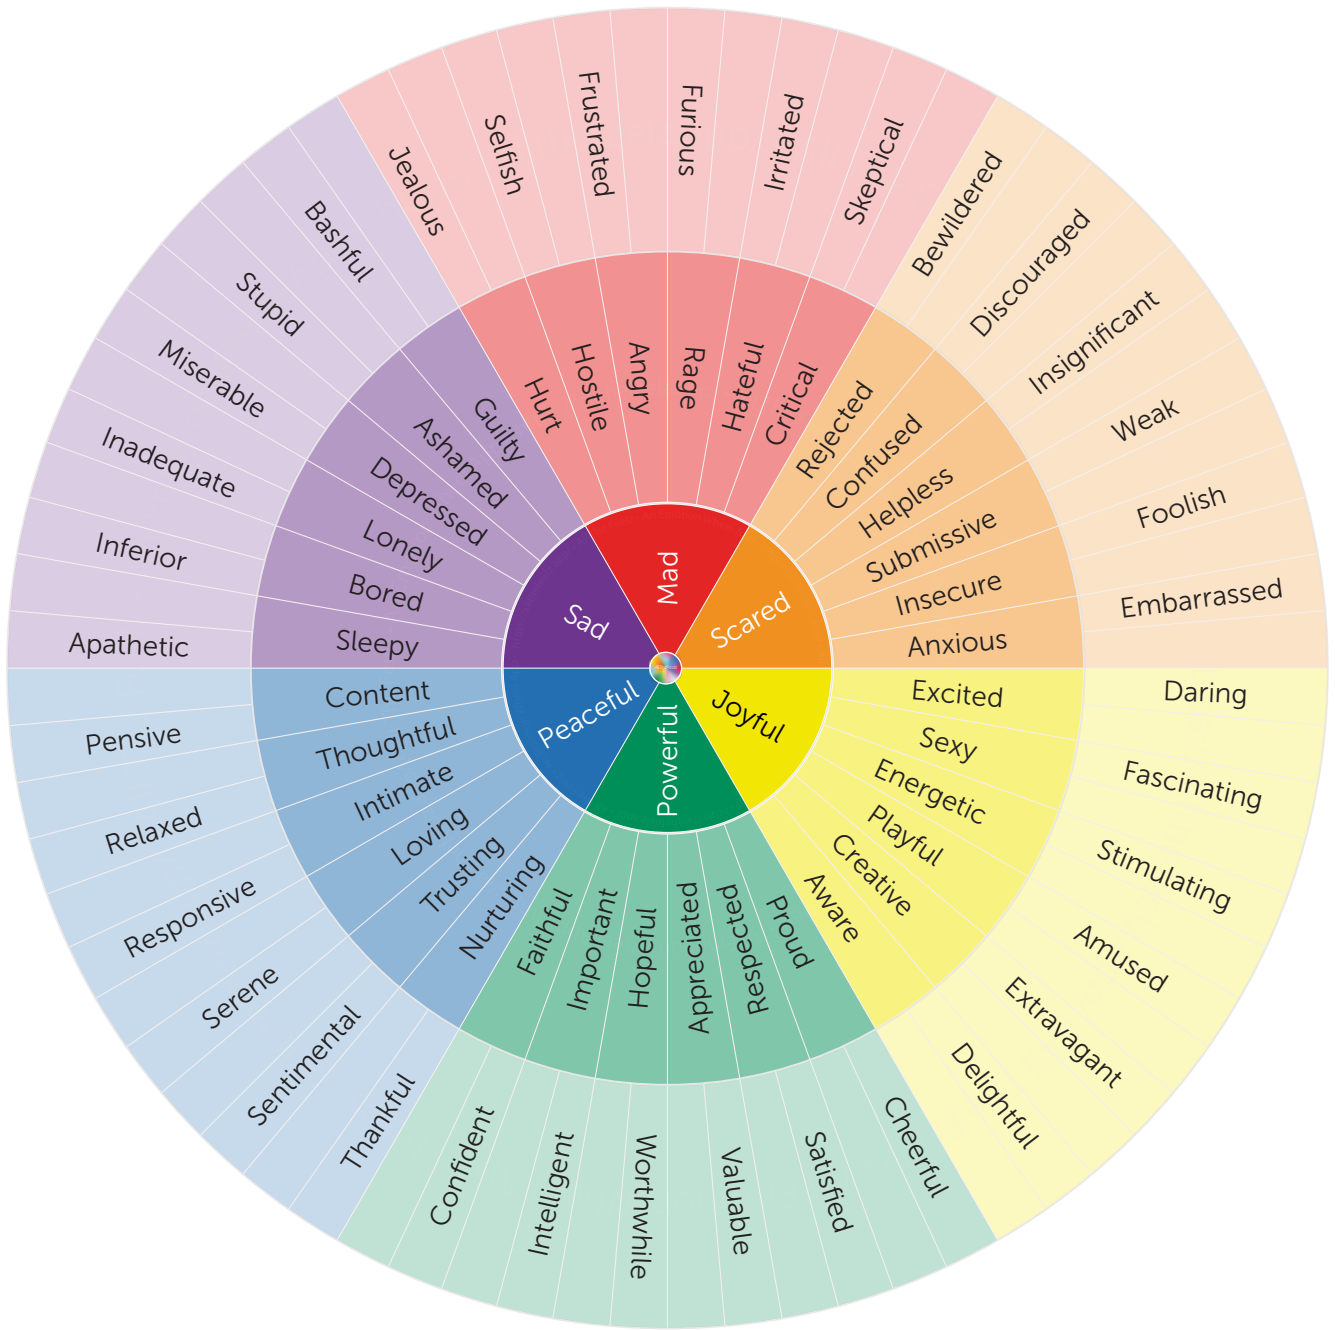 Mad
Scared
Joyful
Powerful
Peaceful
Sad
Hurt
Hostile
Angry
Rage
Hateful
Critical
Rejected
Confused
Helpless
Submissive
Insecure
Anxious
Excited
Sexy
Energetic
Playful
Creative
Aware
Proud
Respected
Appreciated
Hopeful
Important
Faithful
Nurturing
Trusting
Loving
Intimate
Thoughtful
Content
Sleepy
Bored
Lonely
Depressed
Ashamed
Guilty
Jealous
Selfish
Frustrated
Furious
Irritated
Skeptical
Bewildered
Discouraged
Insignificant
Weak
Foolish
Embarrassed
Daring
Fascinating
Stimulating
Amused
Extravagant
Delightful
Cheerful
Satisfied
Valuable
Worthwhile
Intelligent
Confident
Thankful
Sentimental
Serene
Responsive
Relaxed
Pensive
Apathetic
Inferior
Inadequate
Miserable
Stupid
Bashful